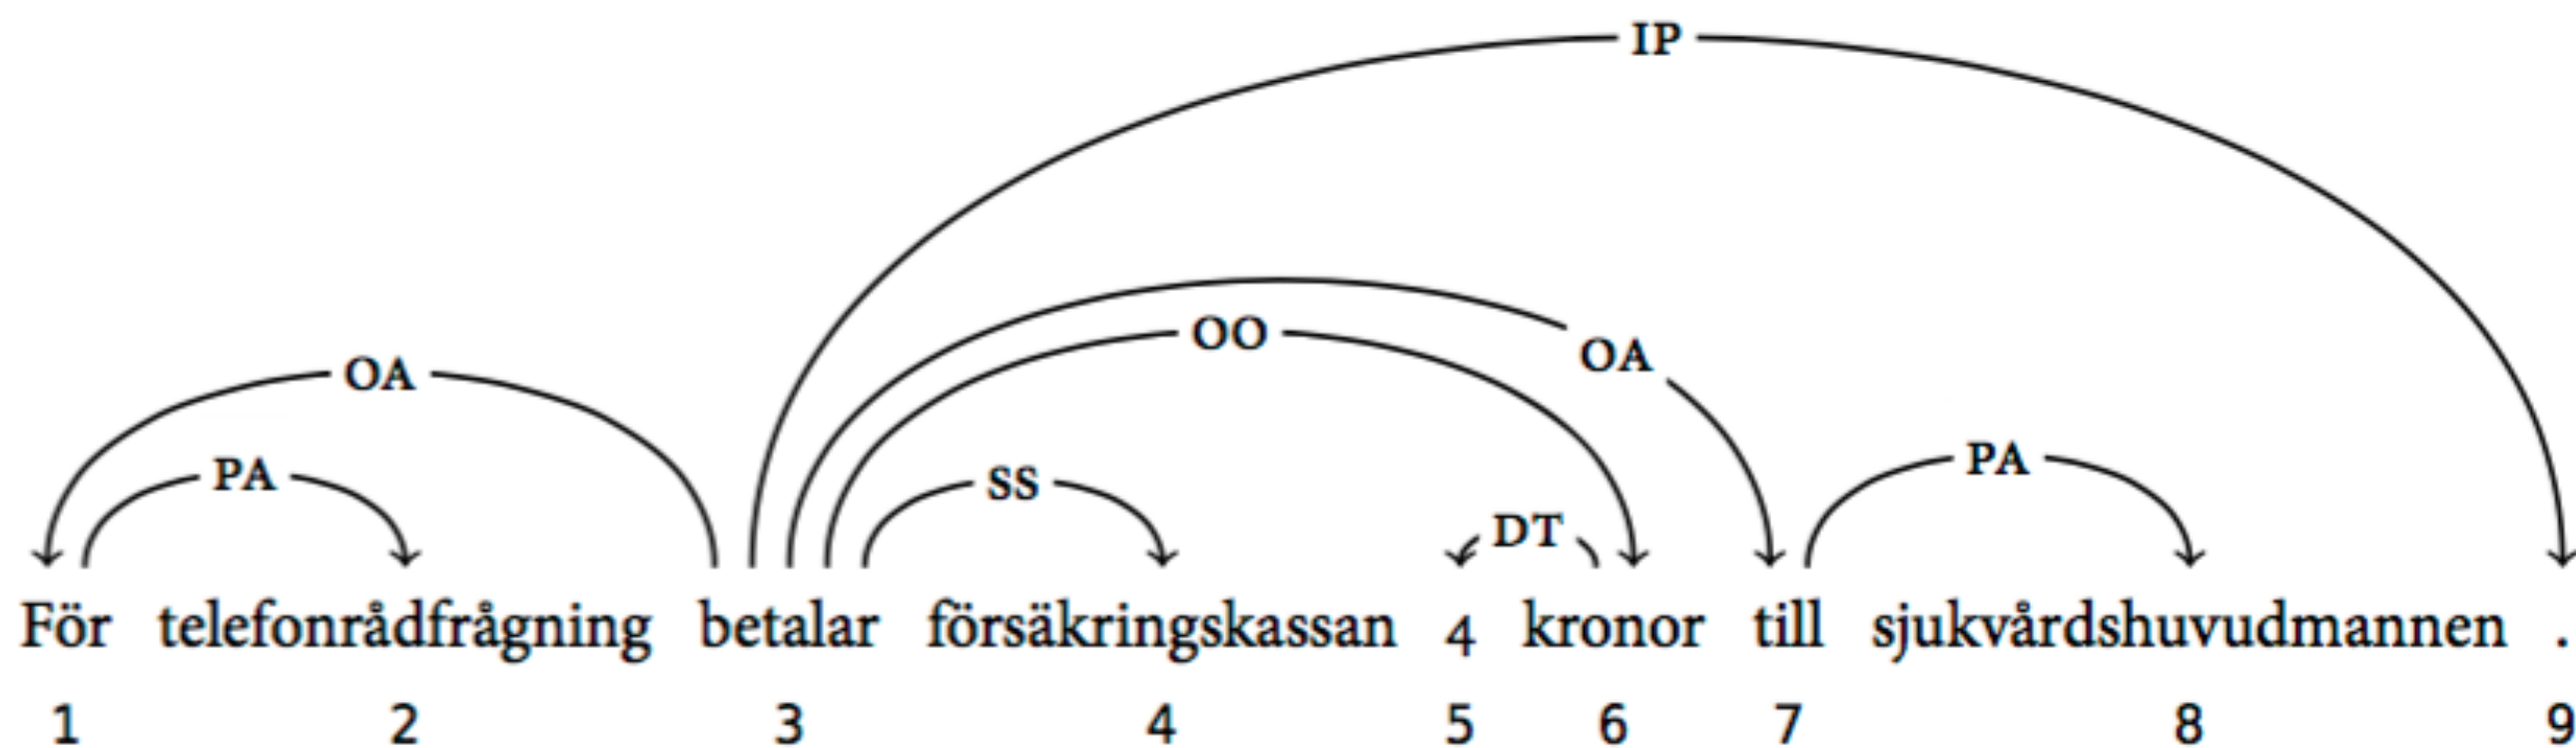 IP
OO
OA
OA
PA
SS
PA
DT
För telefonrådfrågning betalar försäkringskassan 4 kronor till sjukvårdshuvudmannen .
1 2 3 4 5 6 7 8 9